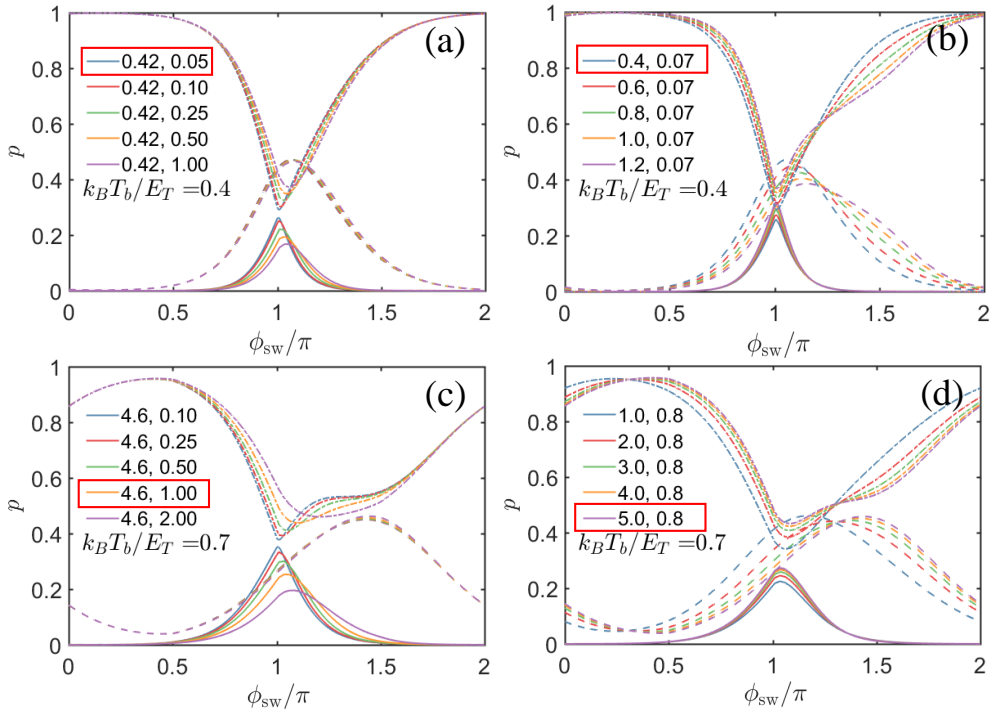 (a)
1
0.8
0.6
0.4
0.2
0
p
0.42, 0.05
0.42, 0.10
0.42, 0.25
0.42, 0.50
0.42, 1.00
k_BT_b/E_T =0.4
0 0.5 1 1.5 2
ϕ_sw/π
(b)
1
0.8
0.6
0.4
0.2
0
p
0.4, 0.07
0.6, 0.07
0.8, 0.07
1.0, 0.07
1.2, 0.07
k_BT_b/E_T =0.4
0 0.5 1 1.5 2
ϕ_sw/π
(c)
1
0.8
0.6
0.4
0.2
0
p
4.6, 0.10
4.6, 0.25
4.6, 0.50
4.6, 1.00
4.6, 2.00
k_BT_b/E_T =0.7
0 0.5 1 1.5 2
ϕ_sw/π
(d)
1
0.8
0.6
0.4
0.2
0
p
1.0, 0.8
2.0, 0.8
3.0, 0.8
4.0, 0.8
5.0, 0.8
k_BT_b/E_T =0.7
0 0.5 1 1.5 2
ϕ_sw/π